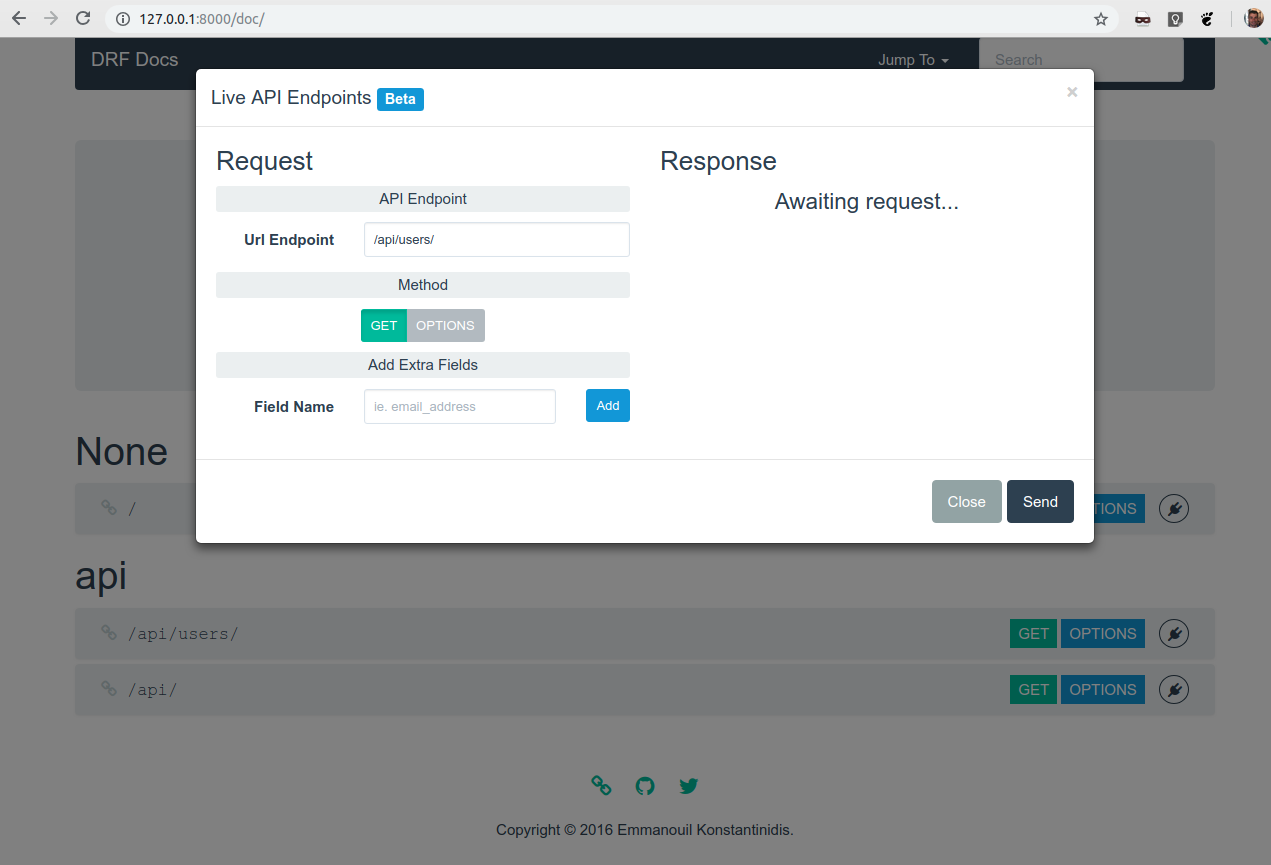 127.0.0.1:8000/doc/
DRF Docs
Jump To
Search
Live API Endpoints Beta
×
Request
API Endpoint
Url Endpoint
/api/users/
Method
GET OPTIONS
Add Extra Fields
Field Name
ie. email_address
Add
Response
Awaiting request...
Close Send
None
/
TIONS
api
/api/users/
GET OPTIONS
/api/
GET OPTIONS
Copyright © 2016 Emmanouil Konstantinidis.